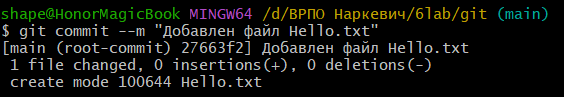 shape@HonorMagicBook MINGW64 /d/ВРПО Наркевич/6lab/git (main)
$ git commit --m "Добавлен файл Hello.txt"
[main (root-commit) 27663f2] Добавлен файл Hello.txt
 1 file changed, 0 insertions(+), 0 deletions(-)
 create mode 100644 Hello.txt